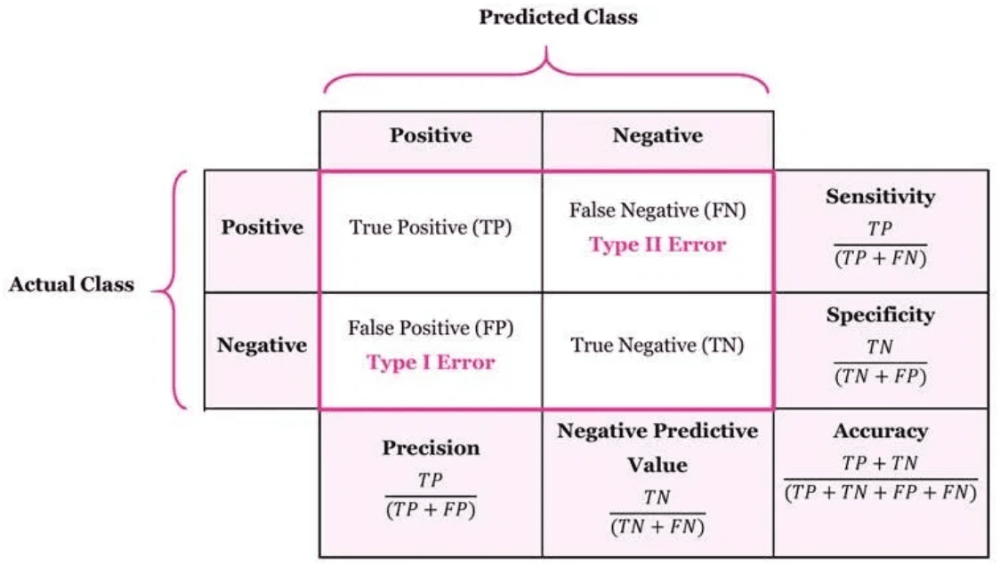 Predicted Class
Positive
Negative
Actual Class
Positive
True Positive (TP)
False Negative (FN)
Type II Error
Sensitivity
TP
(TP + FN)
Negative
False Positive (FP)
Type I Error
True Negative (TN)
Specificity
TN
(TN + FP)
Precision
TP
(TP + FP)
Negative Predictive
Value
TN
(TN + FN)
Accuracy
TP + TN
(TP + TN + FP + FN)